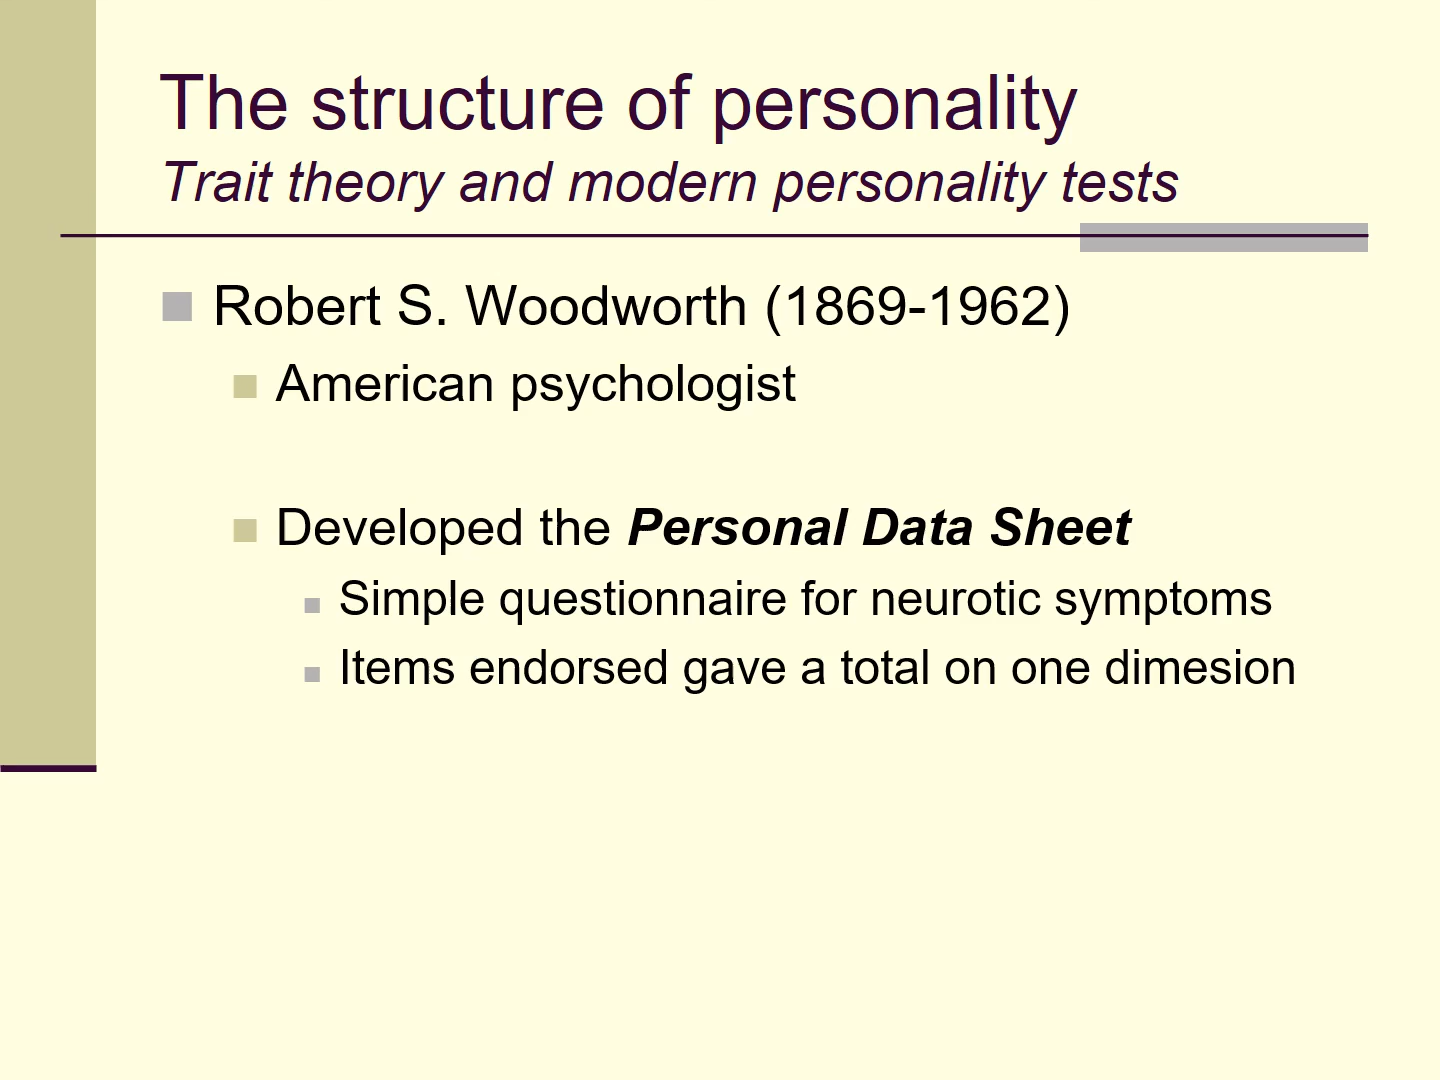 The structure of personality
Trait theory and modern personality tests
Robert S. Woodworth (1869-1962)
American psychologist
Developed the Personal Data Sheet
Simple questionnaire for neurotic symptoms
Items endorsed gave a total on one dimesion